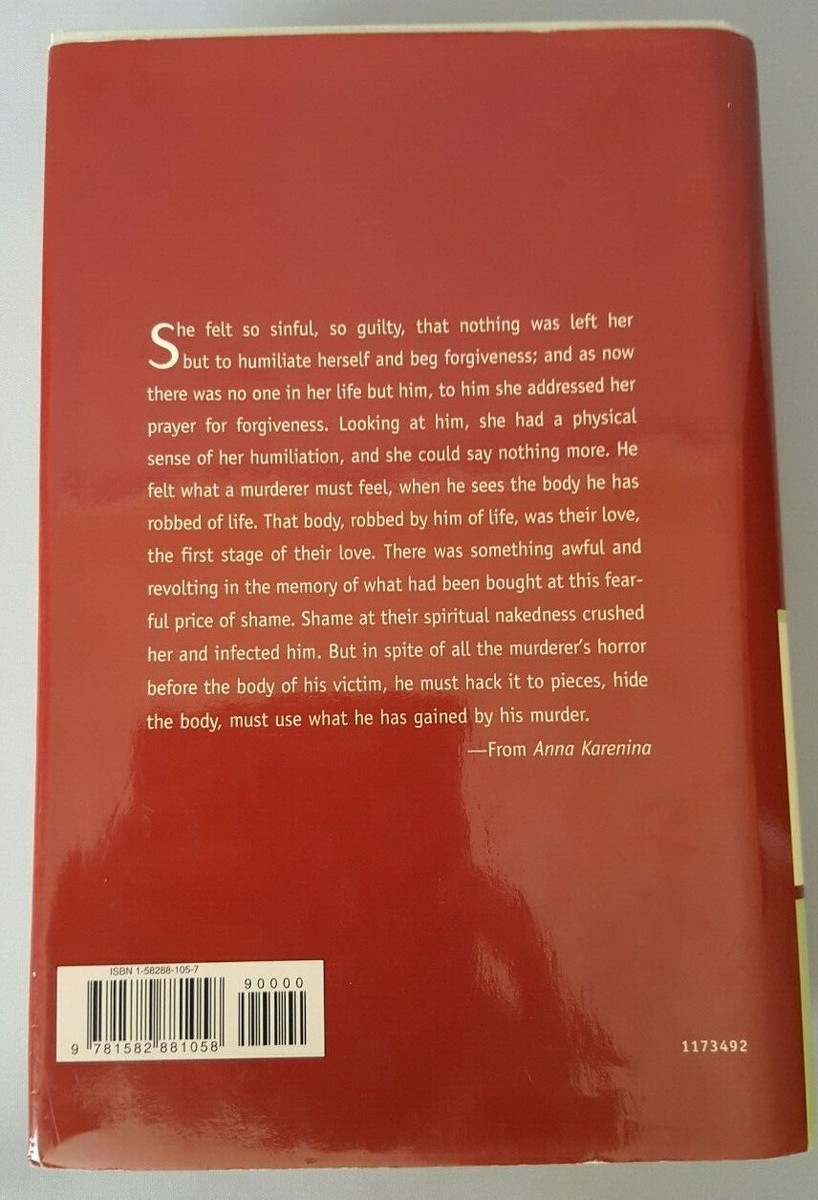 She felt so sinful, so guilty, that nothing was left her
but to humiliate herself and beg forgiveness; and as now
there was no one in her life but him, to him she addressed her
prayer for forgiveness. Looking at him, she had a physical
sense of her humiliation, and she could say nothing more. He
felt what a murderer must feel, when he sees the body he has
robbed of life. That body, robbed by him of life, was their love,
the first stage of their love. There was something awful and
revolting in the memory of what had been bought at this fear-
ful price of shame. Shame at their spiritual nakedness crushed
her and infected him. But in spite of all the murderer's horror
before the body of his victim, he must hack it to pieces, hide
the body, must use what he has gained by his murder.
—From Anna Karenina
ISBN 1-58288-105-7
90000
9 781582 881058
1173492